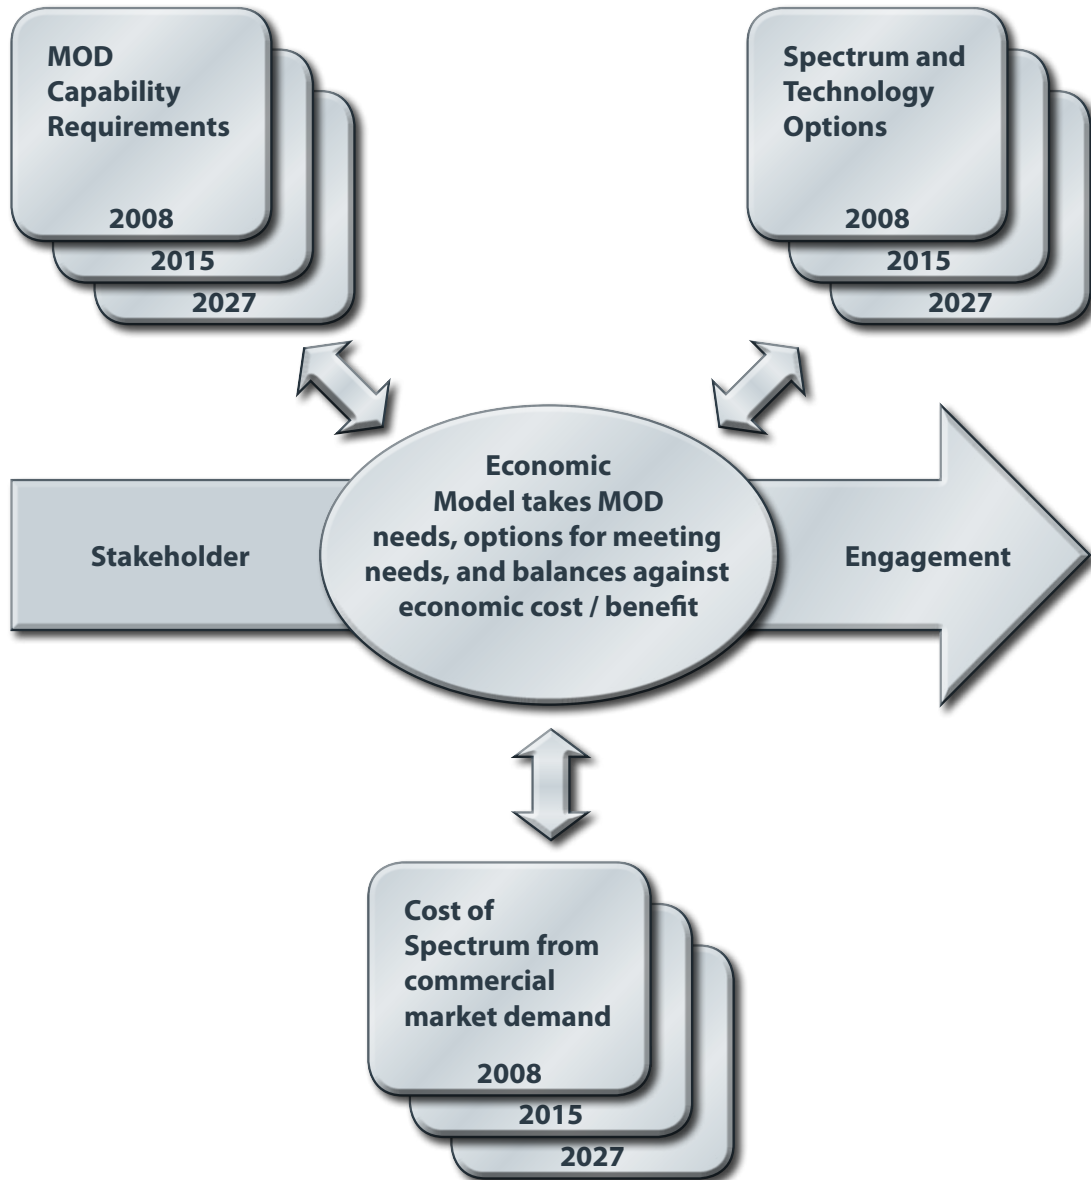 MOD
Capability
Requirements
2008
2015
2027
Spectrum and
Technology
Options
2008
2015
2027
Stakeholder
Economic
Model takes MOD
needs, options for meeting
needs, and balances against
economic cost / benefit
Engagement
Cost of
Spectrum from
commercial
market demand
2008
2015
2027